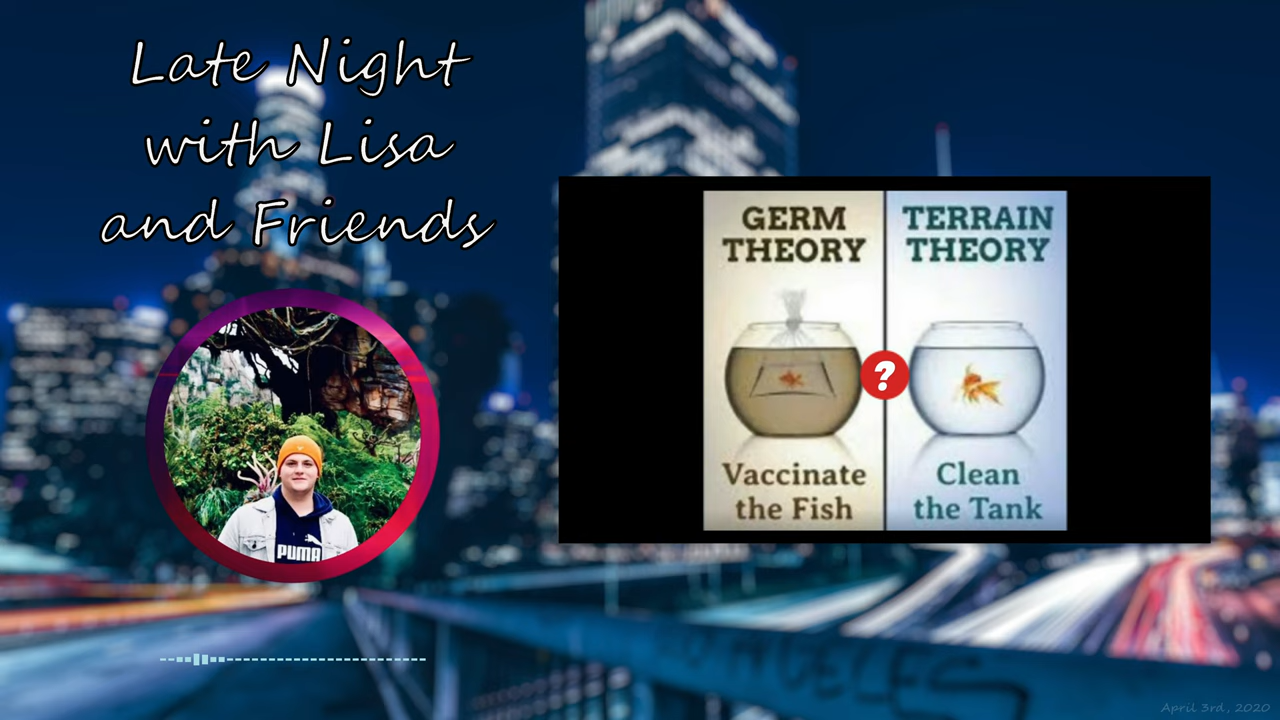 Late Night
with Lisa
and Friends
GERM
THEORY
TERRAIN
THEORY
?
Vaccinate
the Fish
Clean
the Tank
PUMA
April 3rd, 2020